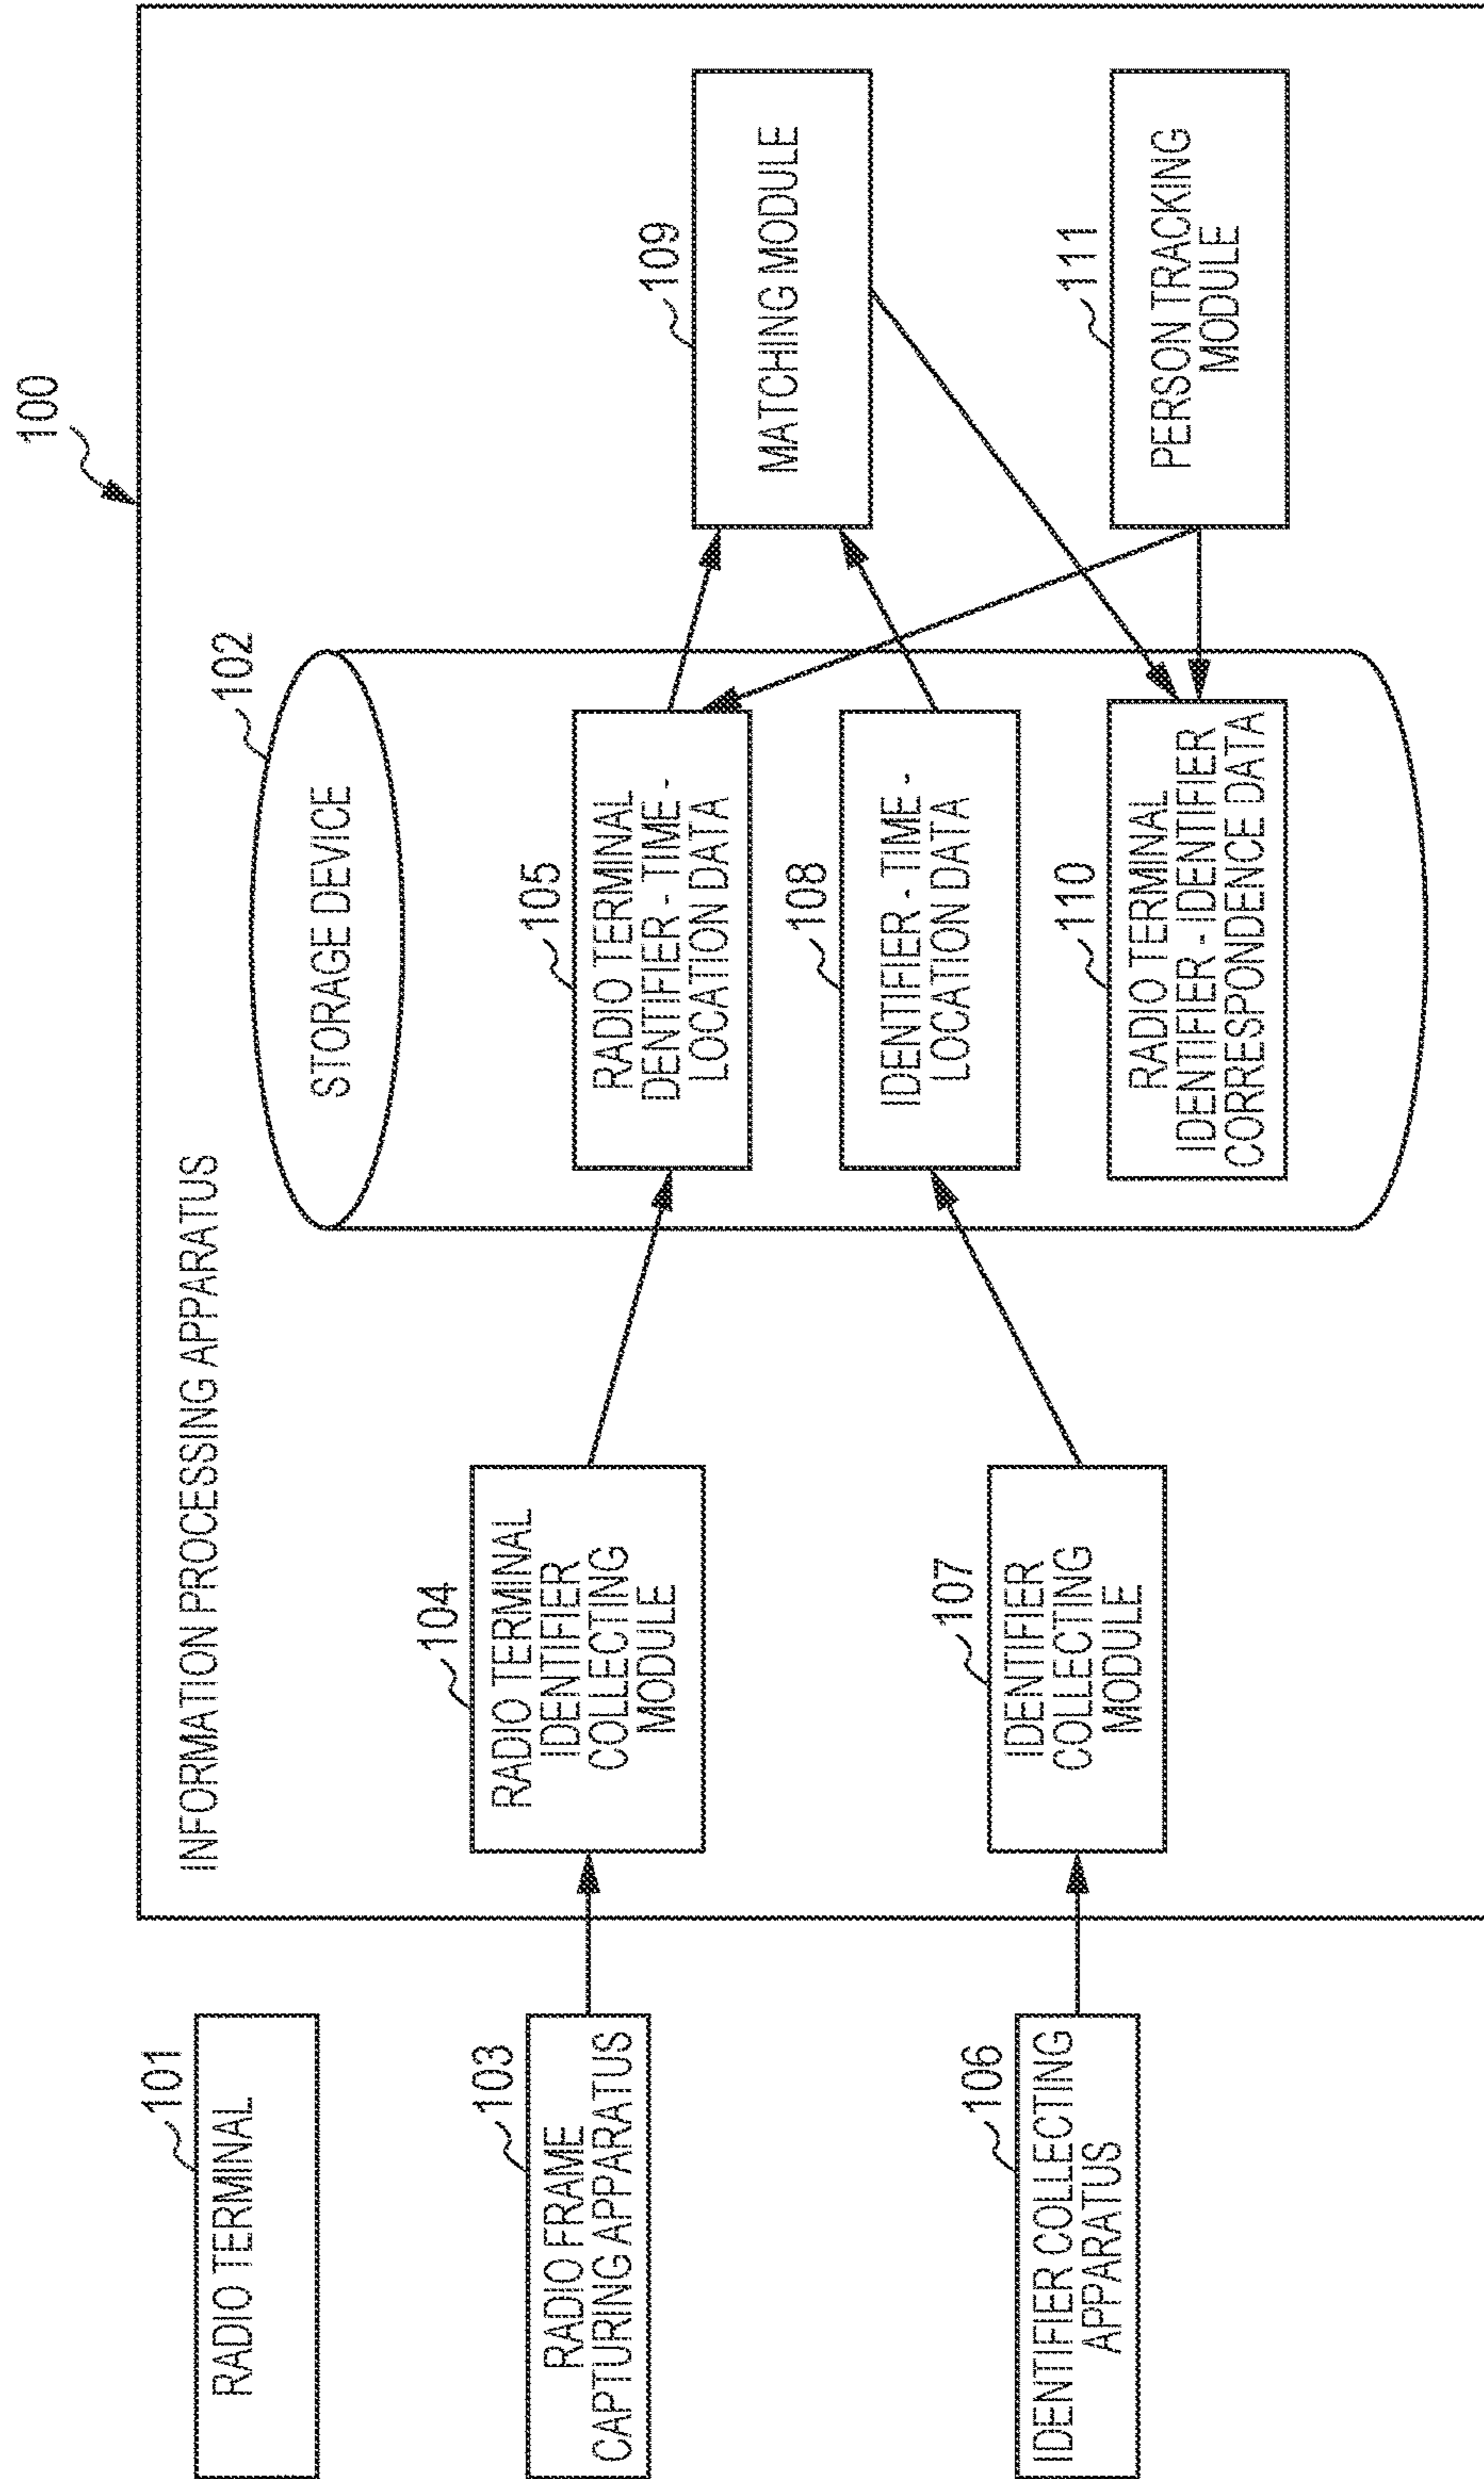 100
INFORMATION PROCESSING APPARATUS
101
RADIO TERMINAL
103
RADIO FRAME
CAPTURING APPARATUS
106
IDENTIFIER COLLECTING
APPARATUS
104
RADIO TERMINAL
IDENTIFIER
COLLECTING
MODULE
107
IDENTIFIER
COLLECTING
MODULE
102
STORAGE DEVICE
105
RADIO TERMINAL
DENTIFIER - TIME -
LOCATION DATA
108
IDENTIFIER - TIME -
LOCATION DATA
110
RADIO TERMINAL
IDENTIFIER - IDENTIFIER
CORRESPONDENCE DATA
109
MATCHING MODULE
111
PERSON TRACKING
MODULE